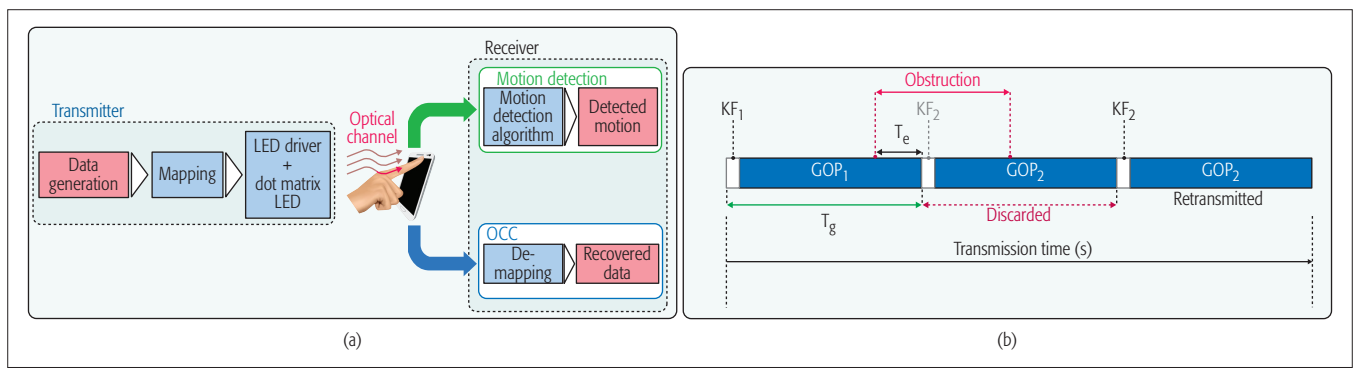 Transmitter
Data
generation
Mapping
LED driver
+
dot matrix
LED
Optical
channel
Receiver
Motion detection
Motion
detection
algorithm
Detected
motion
OCC
De-
mapping
Recovered
data
(a)
Obstruction
KF1
KF2
KF2
Te
GOP1
GOP2
GOP2
Discarded
Retransmitted
Tg
Transmission time (s)
(b)